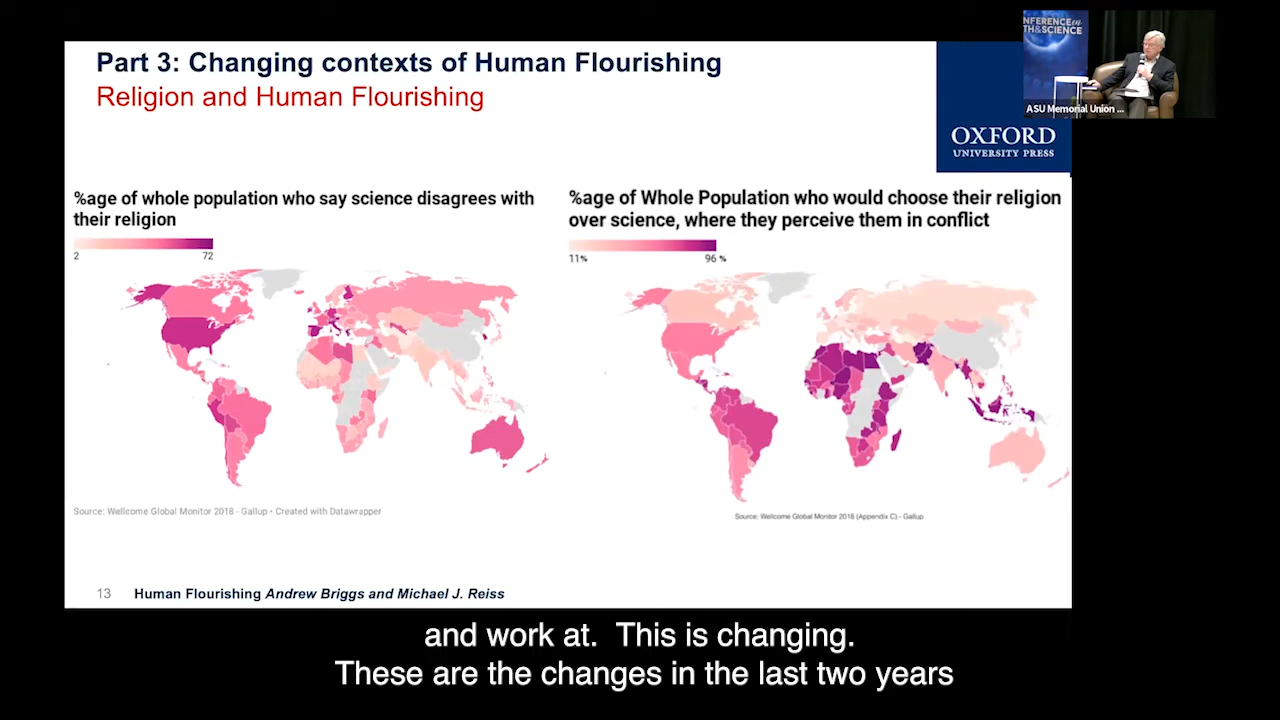 Part 3: Changing contexts of Human Flourishing
Religion and Human Flourishing
NFERENCE in
TH&SCIENCE
ASU Memorial Union ...
OXFORD
UNIVERSITY PRESS
%age of whole population who say science disagrees with
their religion
2 72
%age of Whole Population who would choose their religion
over science, where they perceive them in conflict
11% 96 %
Source: Wellcome Global Monitor 2018 - Gallup • Created with Datawrapper
Source: Wellcome Global Monitor 2018 (Appendix C) - Gallup
13 Human Flourishing Andrew Briggs and Michael J. Reiss
and work at. This is changing.
These are the changes in the last two years